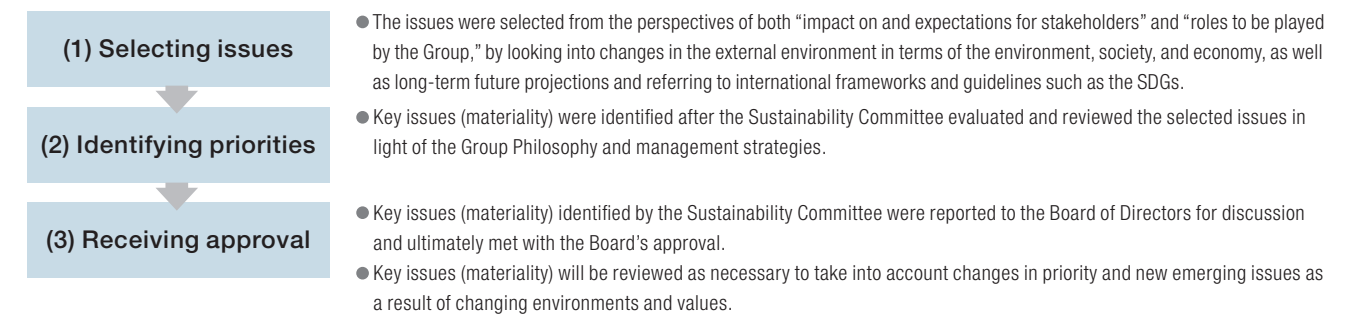 (1) Selecting issues
● The issues were selected from the perspectives of both “impact on and expectations for stakeholders” and “roles to be played
by the Group,” by looking into changes in the external environment in terms of the environment, society, and economy, as well
as long-term future projections and referring to international frameworks and guidelines such as the SDGs.
(2) Identifying priorities
● Key issues (materiality) were identified after the Sustainability Committee evaluated and reviewed the selected issues in
light of the Group Philosophy and management strategies.
(3) Receiving approval
● Key issues (materiality) identified by the Sustainability Committee were reported to the Board of Directors for discussion
and ultimately met with the Board’s approval.
● Key issues (materiality) will be reviewed as necessary to take into account changes in priority and new emerging issues as
a result of changing environments and values.